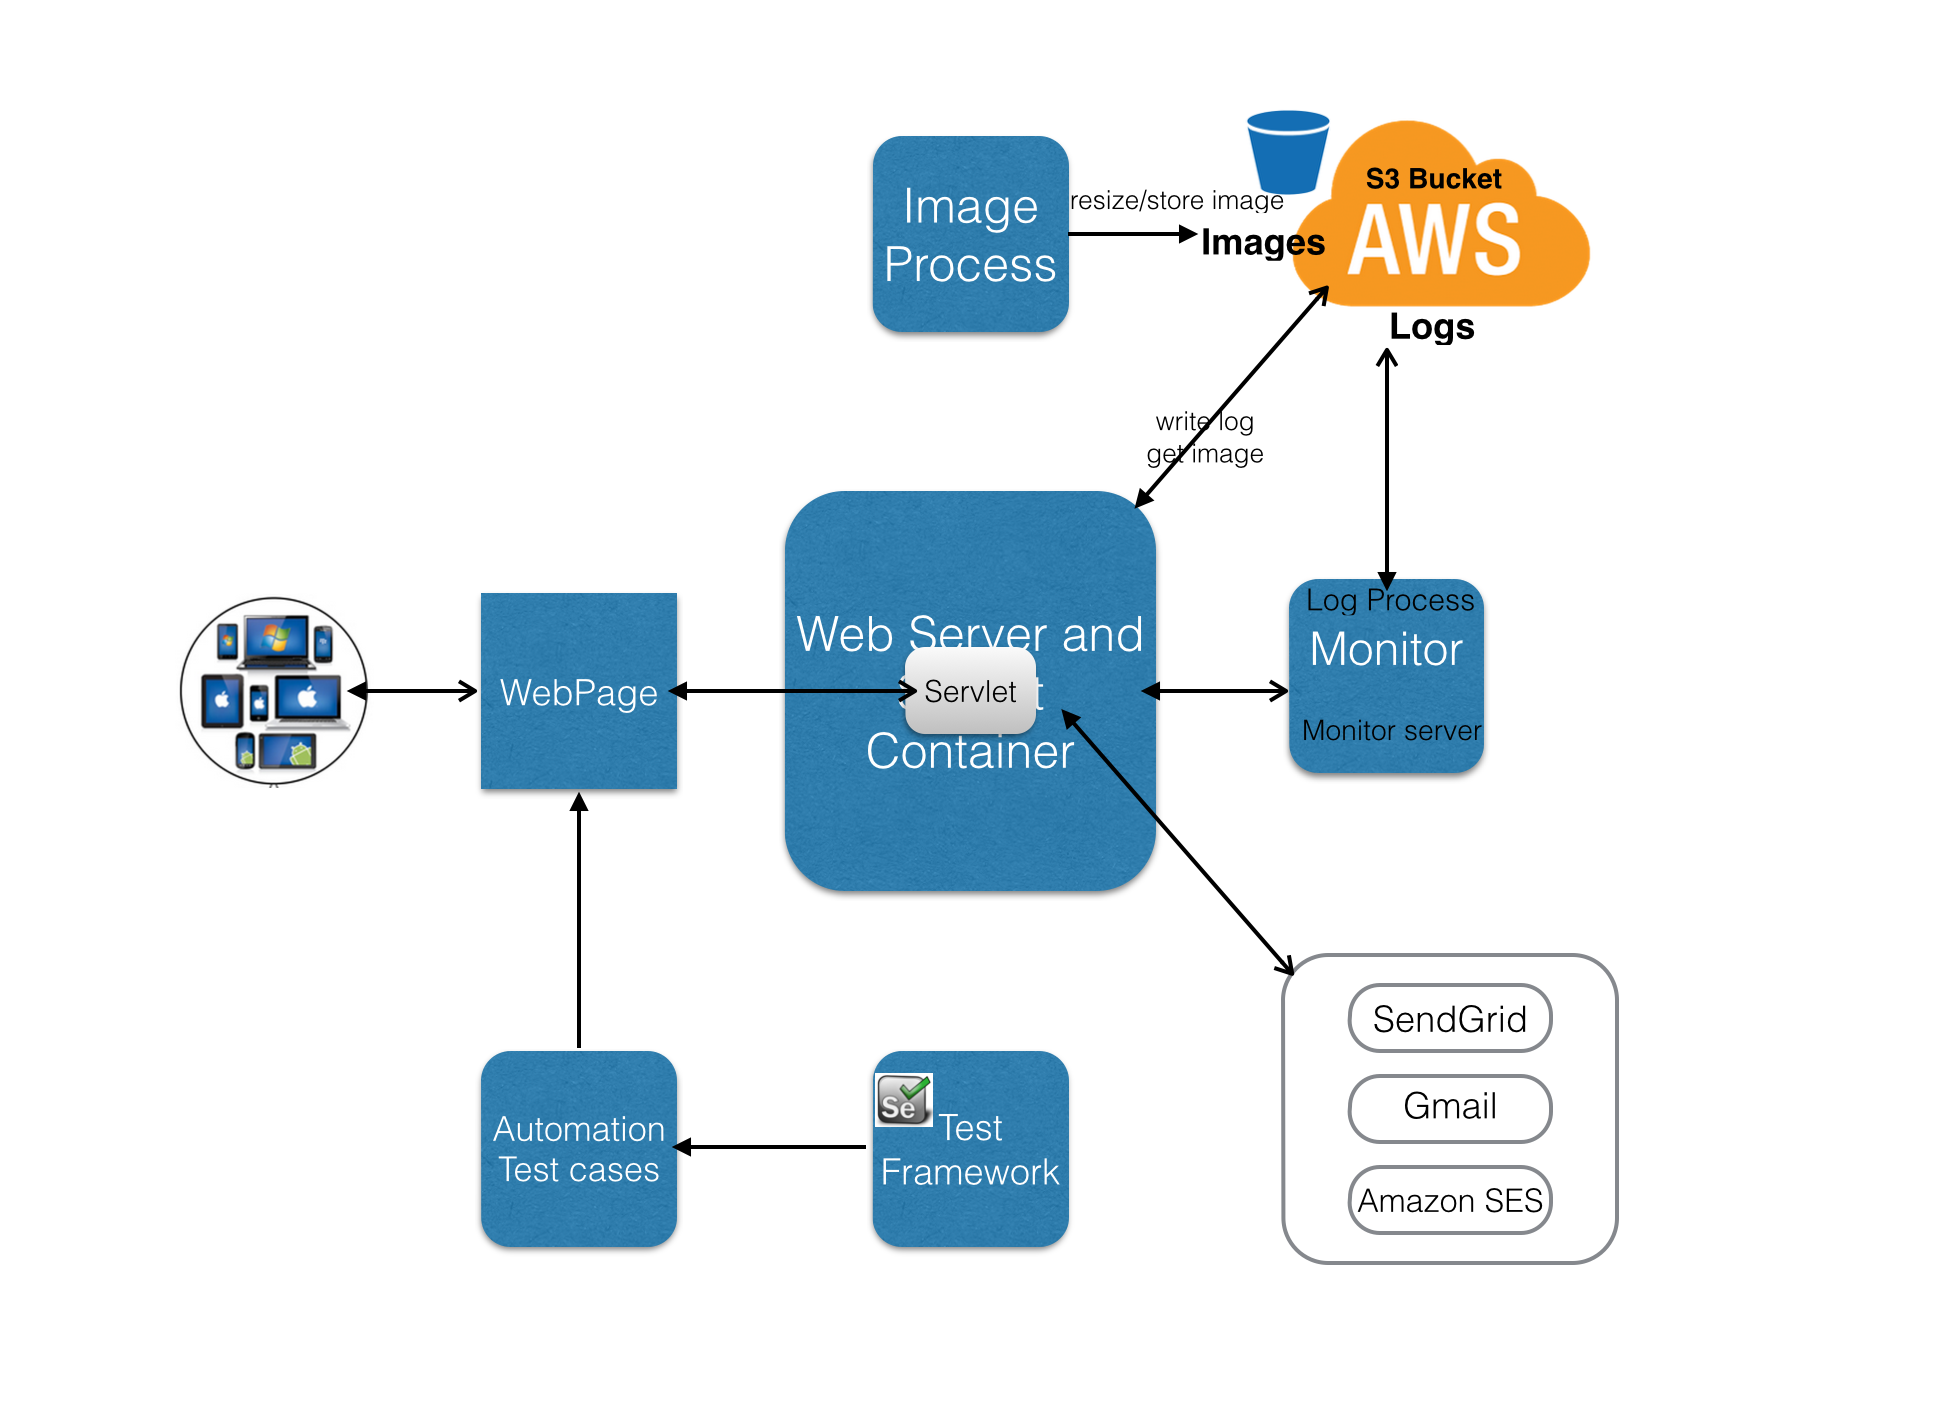 S3 Bucket
AWS
Image
Process
resize/store image
Images
Logs
write log
get image
Web Server and
Container
Servlet
WebPage
Log Process
Monitor
Monitor server
Automation
Test cases
Se
Test
Framework
SendGrid
Gmail
Amazon SES